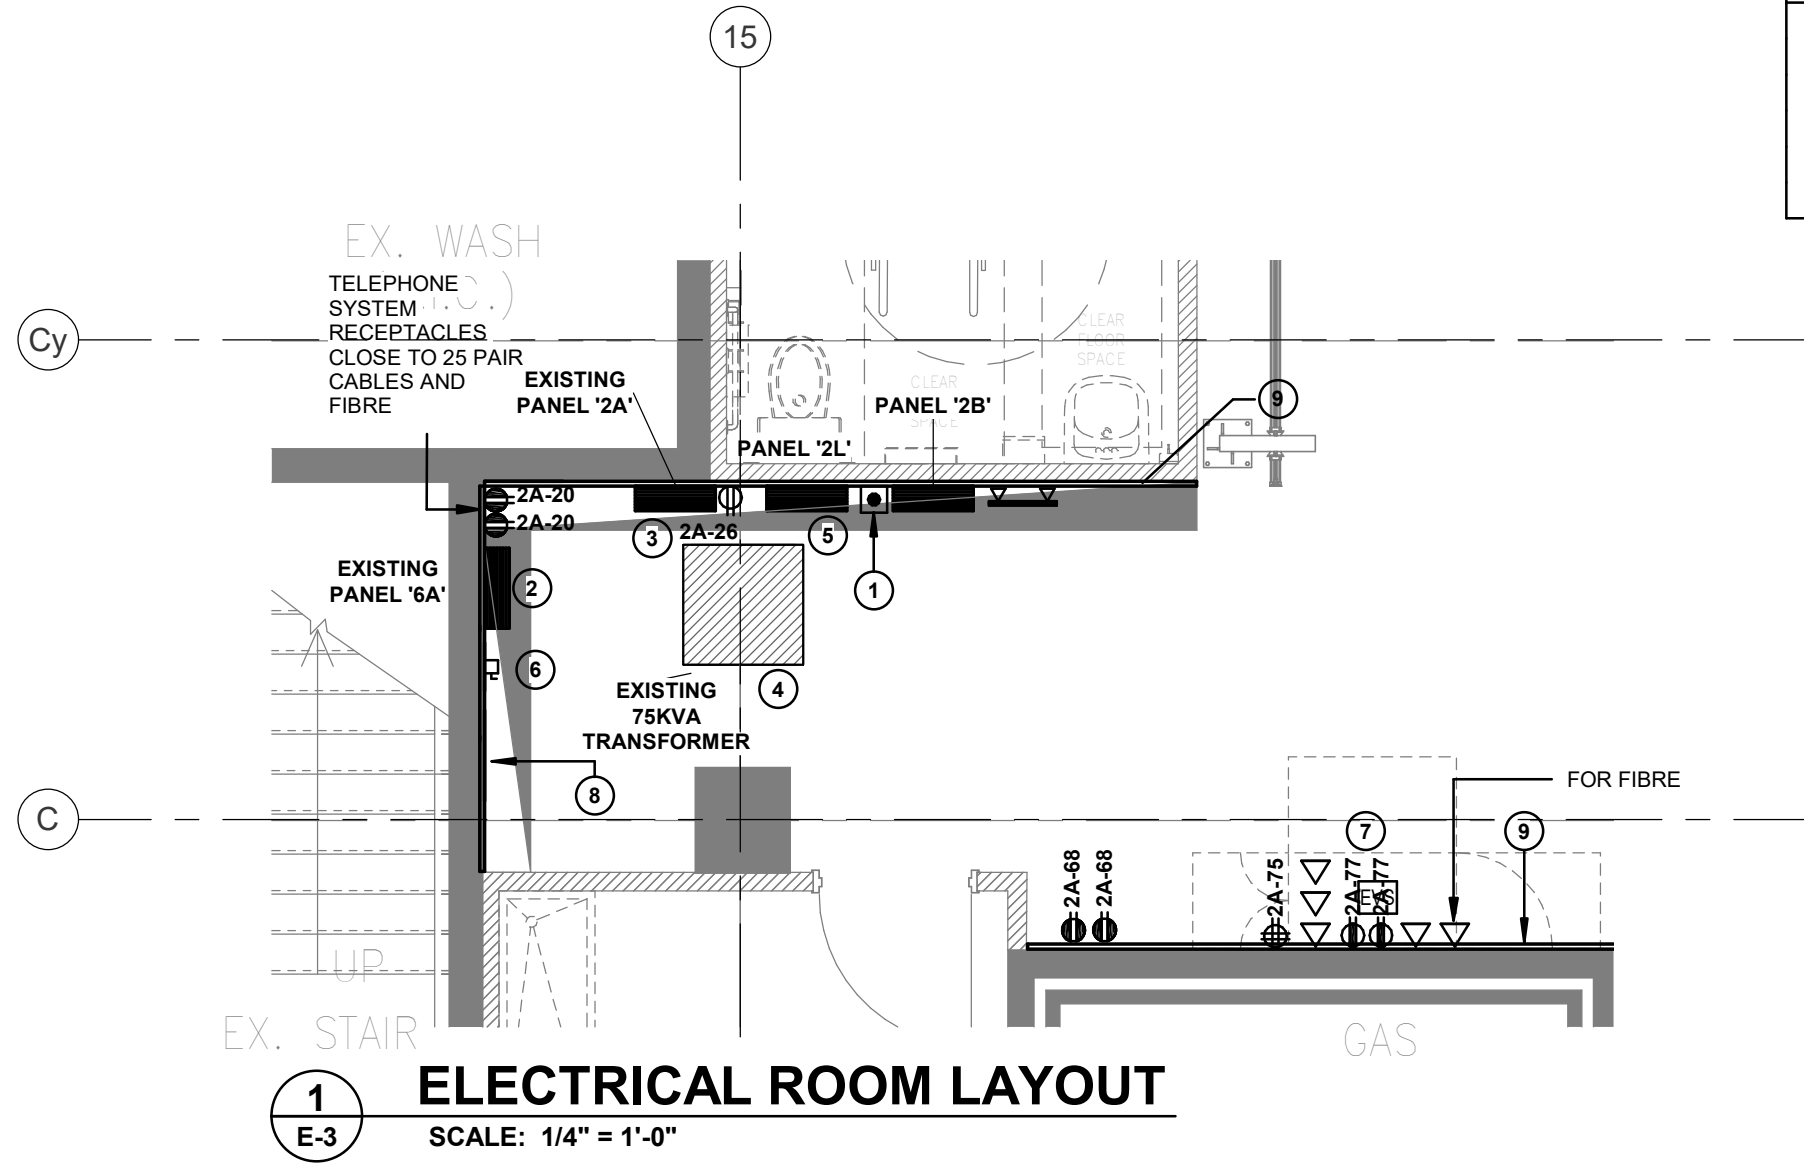 15
EX. WASH
TELEPHONE
SYSTEM
RECEPTACLES
CLOSE TO 25 PAIR
CABLES AND
FIBRE
Cy
EXISTING
PANEL '2A'
CLEAR
FLOOR
SPACE
CLEAR
SPACE
PANEL '2B'
PANEL '2L'
9
2A-20
2A-20
3
2A-26
5
1
EXISTING
PANEL '6A'
2
6
EXISTING
75KVA
TRANSFORMER
4
8
C
FOR FIBRE
7
9
2A-68
2A-68
2A-75
2A-77
2A-77
UP
EX. STAIR
GAS
1
E-3
ELECTRICAL ROOM LAYOUT
SCALE: 1/4" = 1'-0"